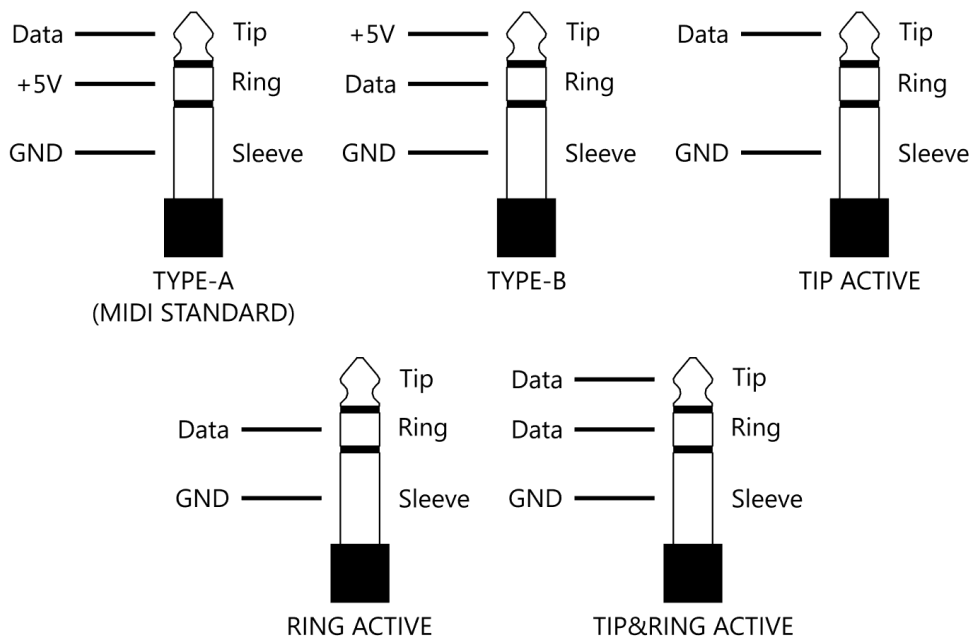 Data Tip +5V Tip Data Tip
+5V Ring Data Ring Ring
GND Sleeve GND Sleeve GND Sleeve
TYPE-A TYPE-B TIP ACTIVE
(MIDI STANDARD)
Tip Data Tip
Data Ring Data Ring
GND Sleeve GND Sleeve
RING ACTIVE TIP&RING ACTIVE